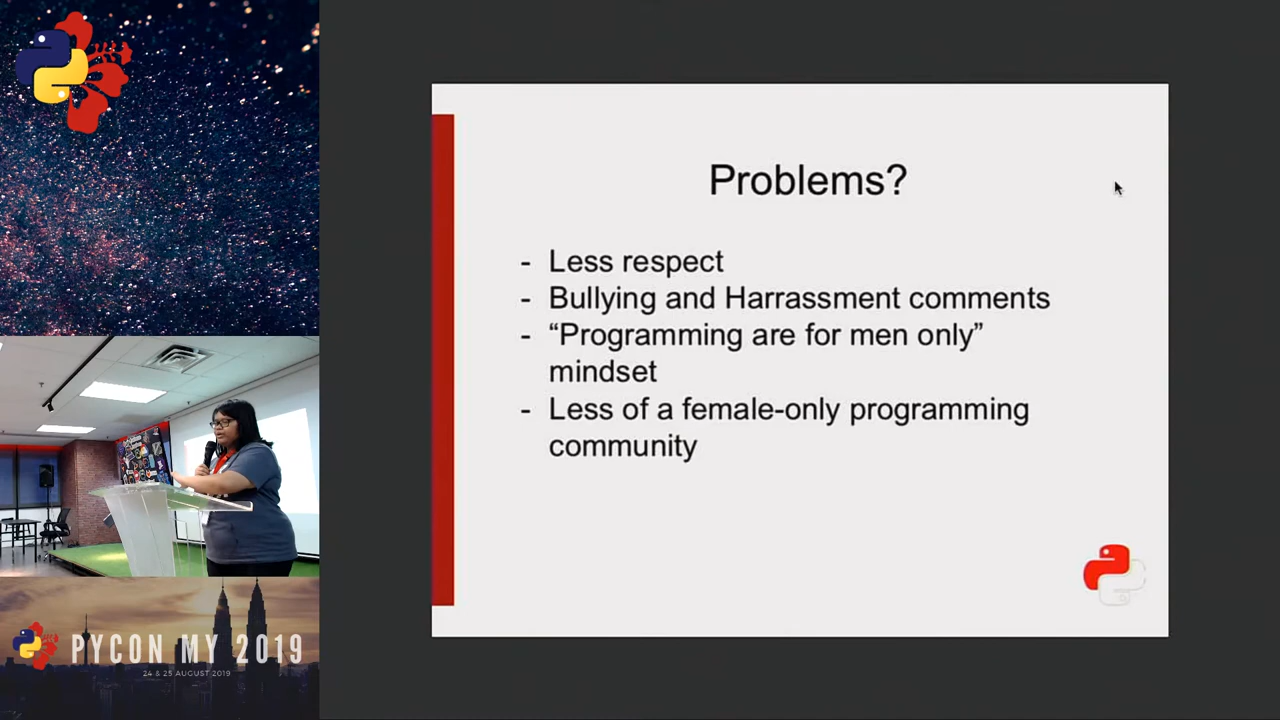 Problems?
- Less respect
- Bullying and Harrassment comments
- “Programming are for men only”
mindset
- Less of a female-only programming
community
PYCON MY 2019
24 & 25 AUGUST 2019